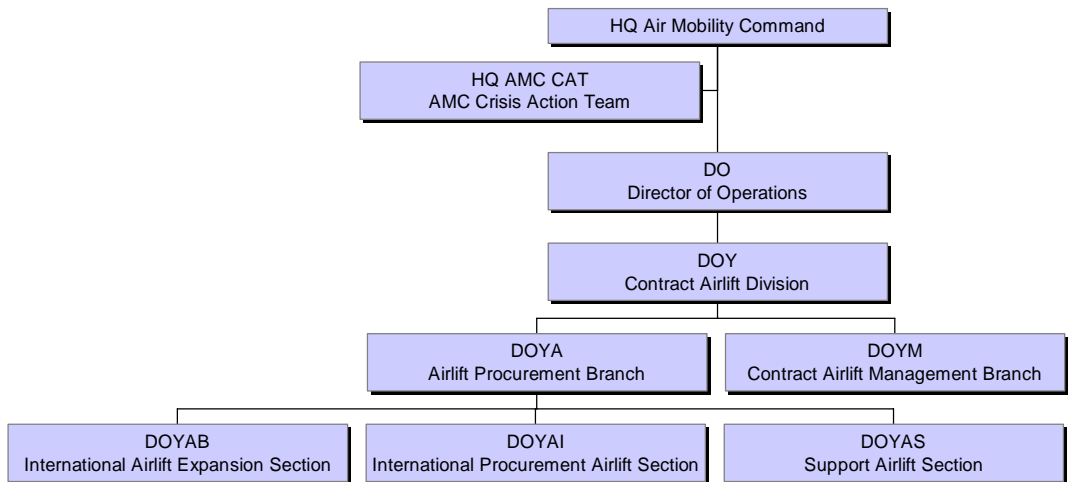 HQ Air Mobility Command
HQ AMC CAT
AMC Crisis Action Team
DO
Director of Operations
DOY
Contract Airlift Division
DOYA
Airlift Procurement Branch
DOYM
Contract Airlift Management Branch
DOYAB
International Airlift Expansion Section
DOYAI
International Procurement Airlift Section
DOYAS
Support Airlift Section